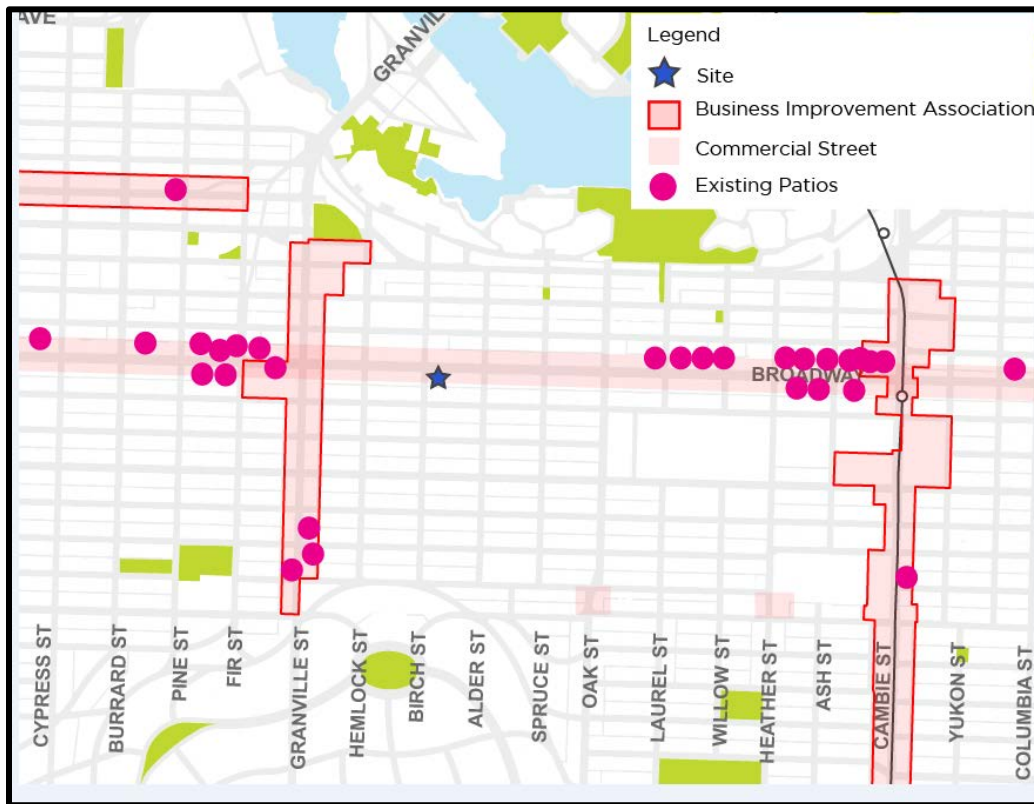 AVE
GRANVIL
Legend
Site
Business Improvement Association
Commercial Street
Existing Patios
BROADWAY
CYPRESS ST
BURRARD ST
PINE ST
FIR ST
GRANVILLE ST
HEMLOCK ST
BIRCH ST
ALDER ST
SPRUCE ST
OAK ST
LAUREL ST
WILLOW ST
HEATHER ST
ASH ST
CAMBIE ST
YUKON ST
COLUMBIA ST